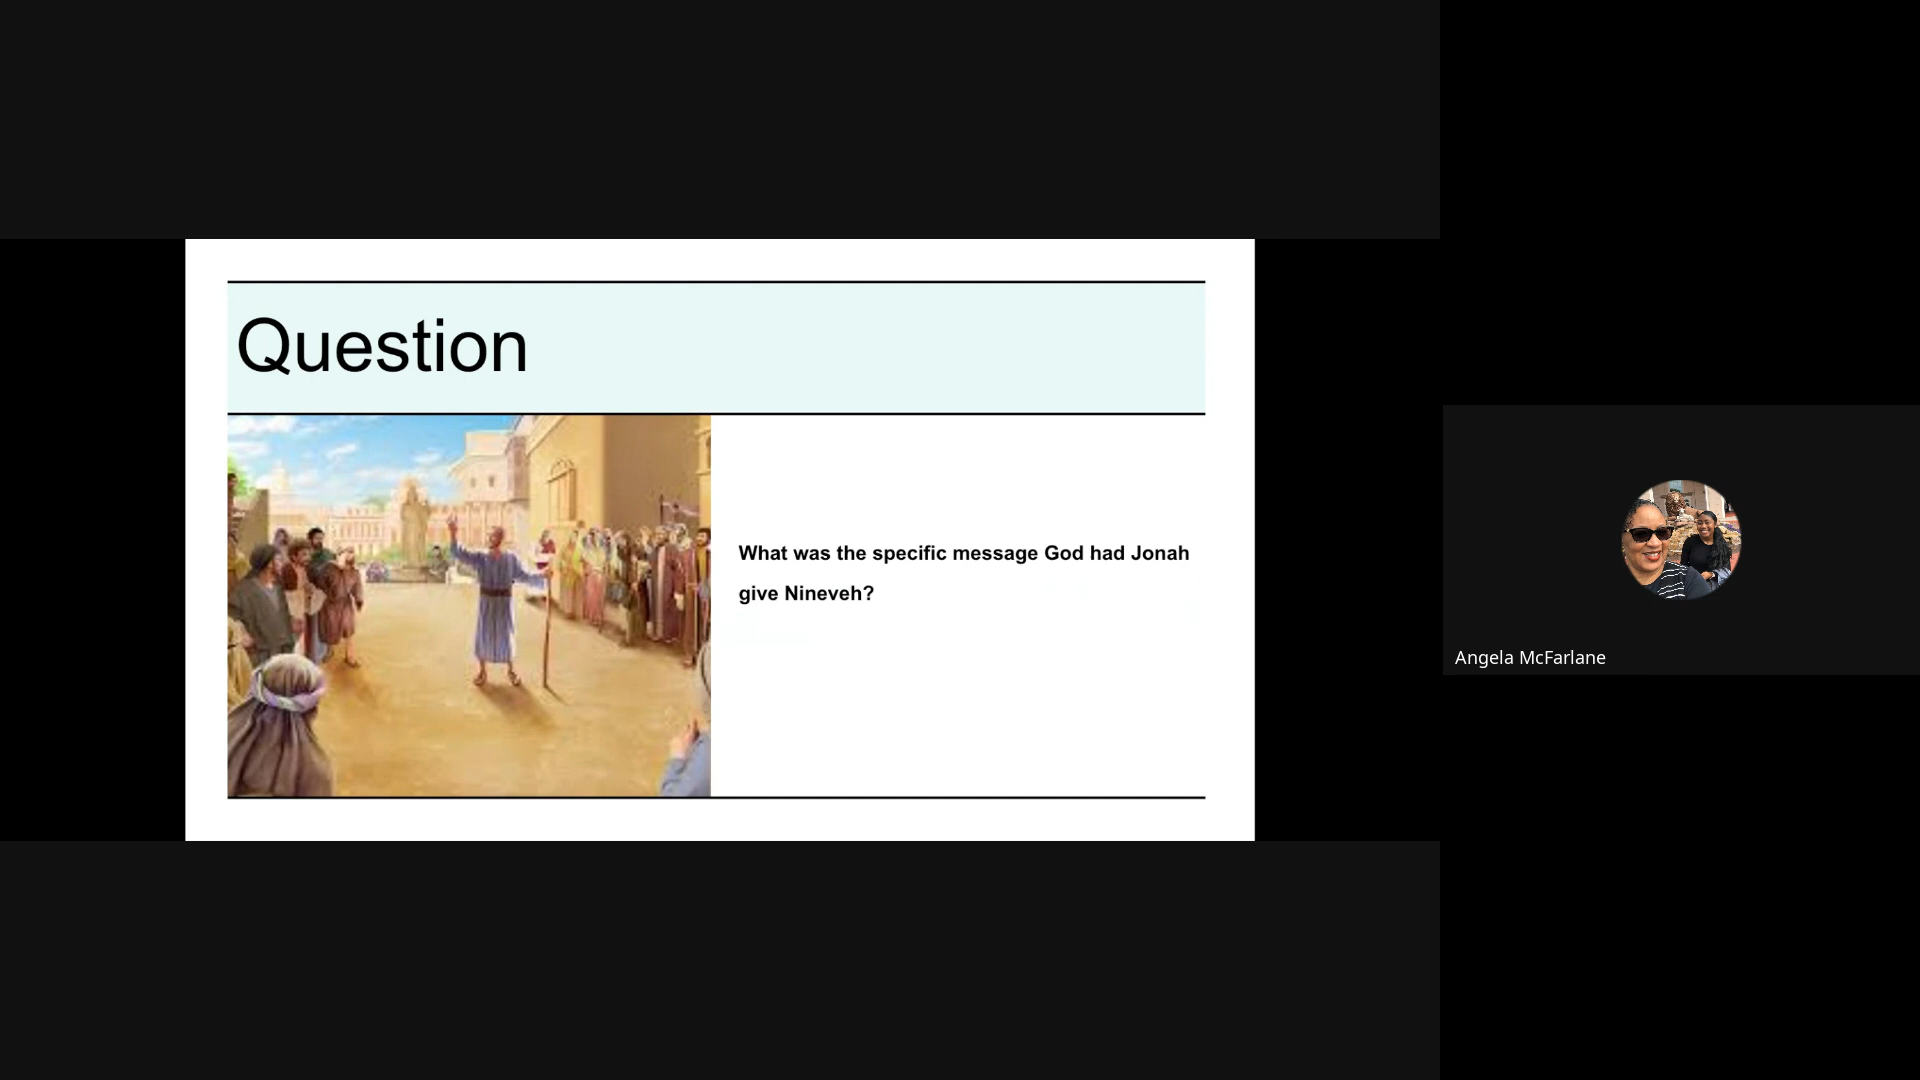 Question
What was the specific message God had Jonah
give Nineveh?
Angela McFarlane